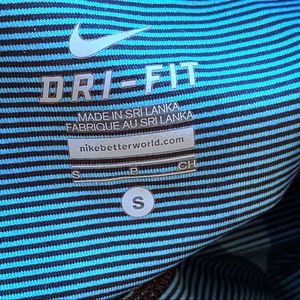 DRI-FIT
MADE IN SRI LANKA
FABRIQUE AU SRI LANKA
nikebetterworld.com
S P CH
S